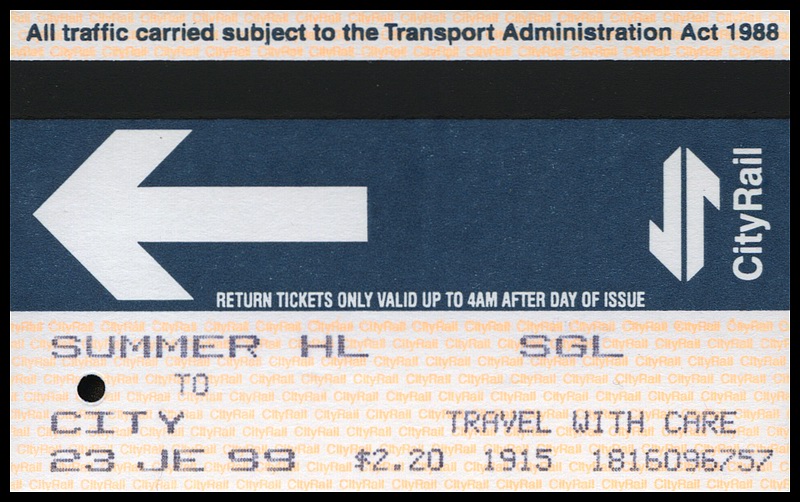 All traffic carried subject to the Transport Administration Act 1988
CityRail
RETURN TICKETS ONLY VALID UP TO 4AM AFTER DAY OF ISSUE
SUMMER HL SGL
TO
CITY TRAVEL WITH CARE
23 JE 99 $2.20 1915 1816096757